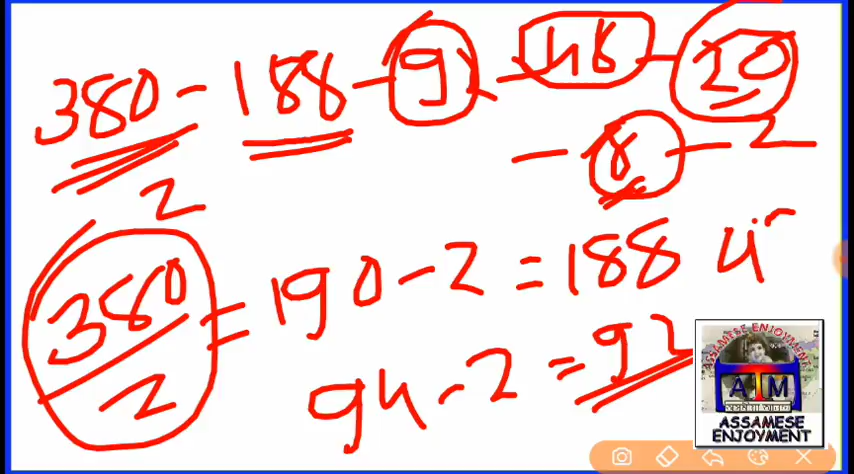 380 - 188 - 92 - 48 - 20
- 8 - 2
2
380/2 = 190 - 2 = 188
94 - 2 = 92
ASSAMESE ENJOYMENT
ATM
ASSAMESE
ENJOYMENT